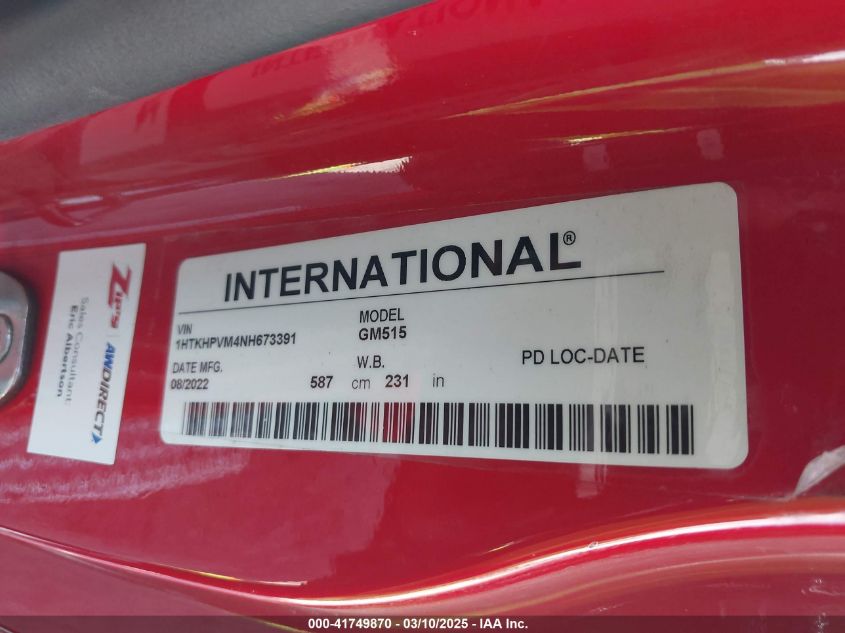 INTERNATIONAL®
VIN
1HTKHPVM4NH673391
MODEL
GM515
DATE MFG.
08/2022
W.B.
587 cm 231 in
PD LOC-DATE
Zip's AWDIRECT
Sales Consultant:
Eric Albertson
000-41749870 - 03/10/2025 - IAA Inc.